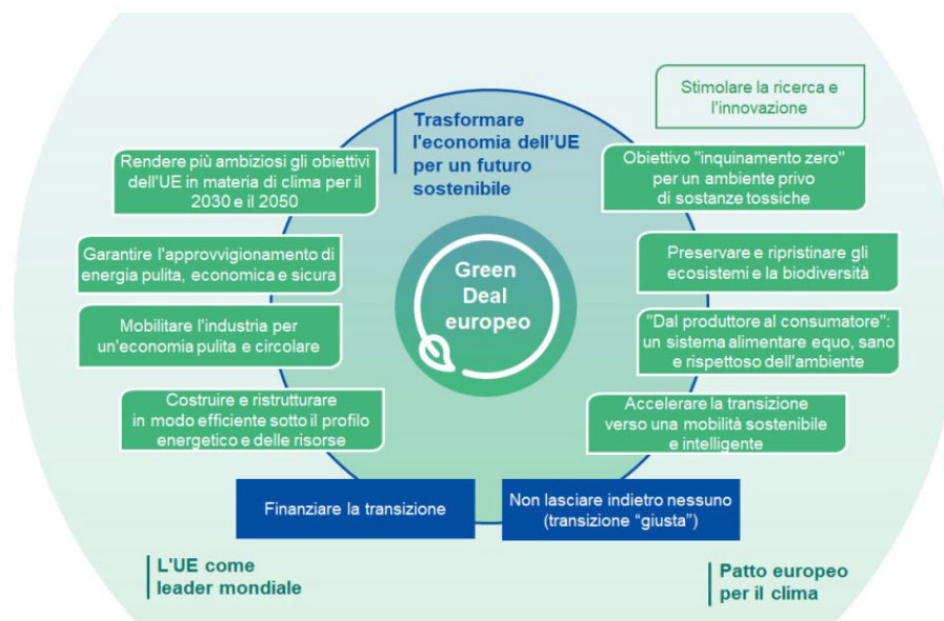 Stimolare la ricerca e
l'innovazione
Trasformare
l'economia dell'UE
per un futuro
sostenibile
Rendere più ambiziosi gli obiettivi
dell'UE in materia di clima per il
2030 e il 2050
Obiettivo "inquinamento zero"
per un ambiente privo
di sostanze tossiche
Garantire l'approvvigionamento di
energia pulita, economica e sicura
Green
Deal
europeo
Preservare e ripristinare gli
ecosistemi e la biodiversità
Mobilitare l'industria per
un'economia pulita e circolare
"Dal produttore al consumatore":
un sistema alimentare equo, sano
e rispettoso dell'ambiente
Costruire e ristrutturare
in modo efficiente sotto il profilo
energetico e delle risorse
Accelerare la transizione
verso una mobilità sostenibile
e intelligente
Finanziare la transizione
Non lasciare indietro nessuno
(transizione “giusta”)
L'UE come
leader mondiale
Patto europeo
per il clima